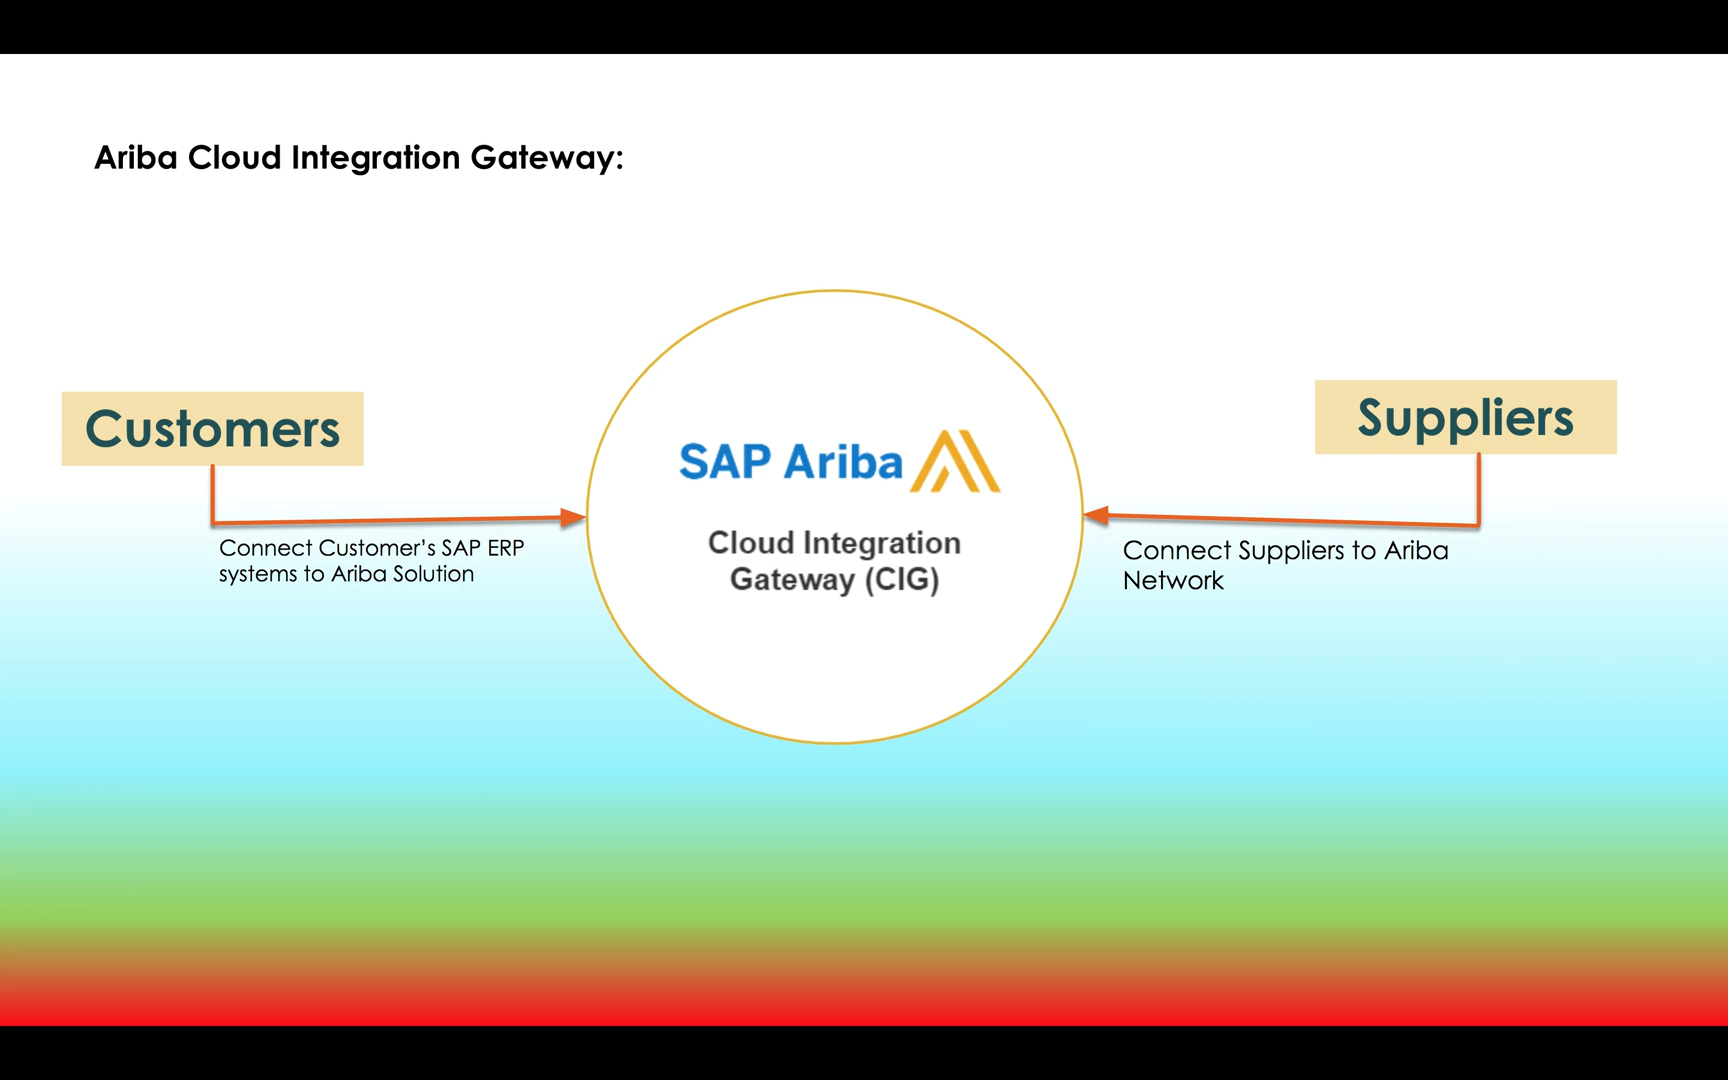 Ariba Cloud Integration Gateway:
Customers
Connect Customer’s SAP ERP
systems to Ariba Solution
SAP Ariba
Cloud Integration
Gateway (CIG)
Suppliers
Connect Suppliers to Ariba
Network